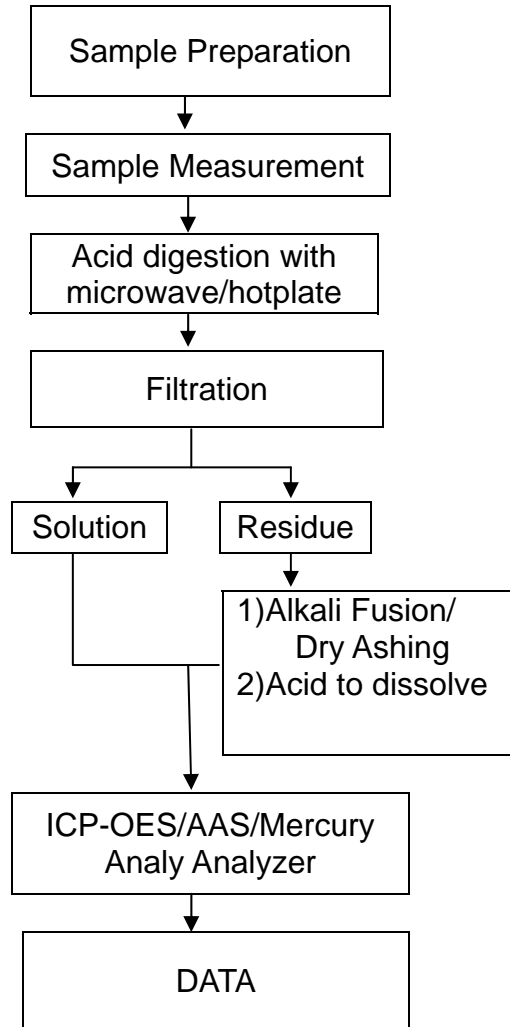 Sample Preparation
Sample Measurement
Acid digestion with
microwave/hotplate
Filtration
Solution
Residue
1)Alkali Fusion/
Dry Ashing
2)Acid to dissolve
ICP-OES/AAS/Mercury
Analy Analyzer
DATA